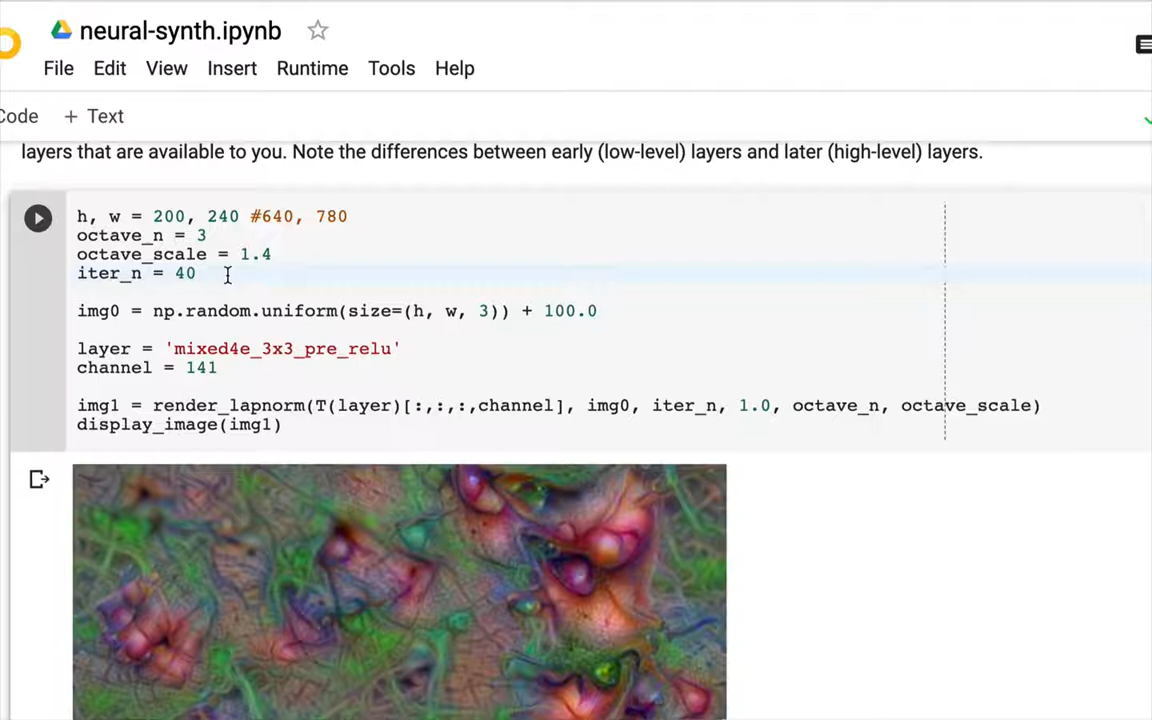 neural-synth.ipynb
File Edit View Insert Runtime Tools Help
Code + Text
layers that are available to you. Note the differences between early (low-level) layers and later (high-level) layers.
h, w = 200, 240 #640, 780
octave_n = 3
octave_scale = 1.4
iter_n = 40
img0 = np.random.uniform(size=(h, w, 3)) + 100.0
layer = 'mixed4e_3x3_pre_relu'
channel = 141
img1 = render_lapnorm(T(layer)[:,:,:,channel], img0, iter_n, 1.0, octave_n, octave_scale)
display_image(img1)